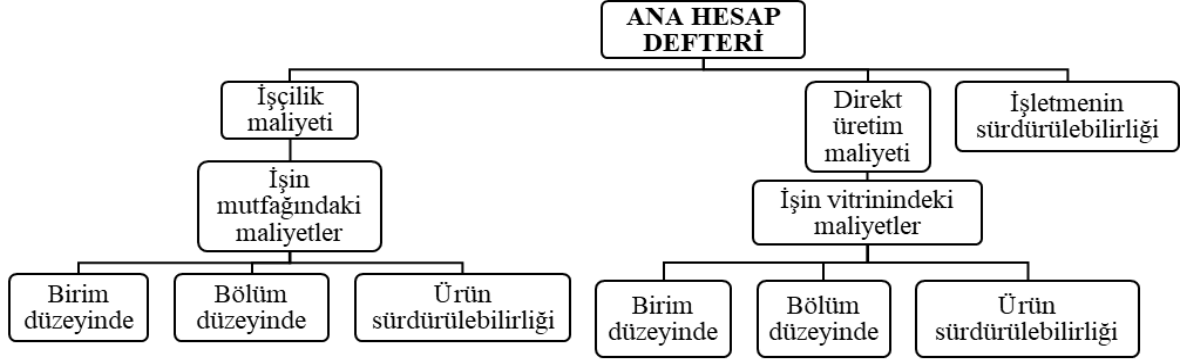 ANA HESAP
DEFTERİ
İşçilik
maliyeti
Direkt
üretim
maliyeti
İşletmenin
sürdürülebilirliği
İşin
mutfağındaki
maliyetler
İşin vitrinindeki
maliyetler
Birim
düzeyinde
Bölüm
düzeyinde
Ürün
sürdürülebilirliği
Birim
düzeyinde
Bölüm
düzeyinde
Ürün
sürdürülebilirliği